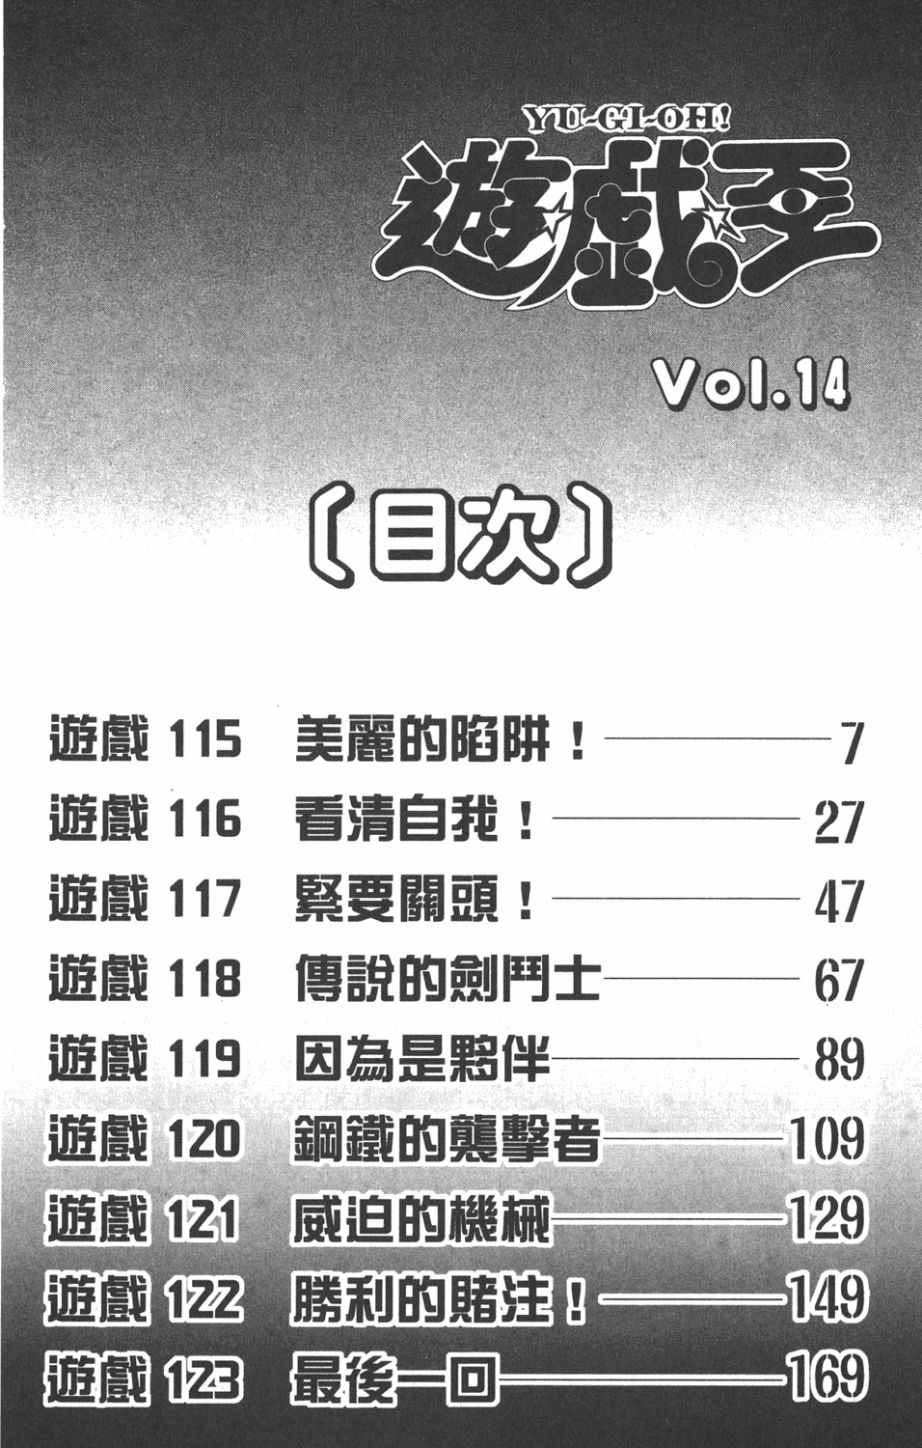 YU-GI-OH!
遊戲王
Vol.14
〔目次〕
遊戲 115 美麗的陷阱！ 7
遊戲 116 看清自我！ 27
遊戲 117 緊要關頭！ 47
遊戲 118 傳說的劍鬥士 67
遊戲 119 因為是夥伴 89
遊戲 120 鋼鐵的襲擊者 109
遊戲 121 威迫的機械 129
遊戲 122 勝利的賭注！ 149
遊戲 123 最後一回 169